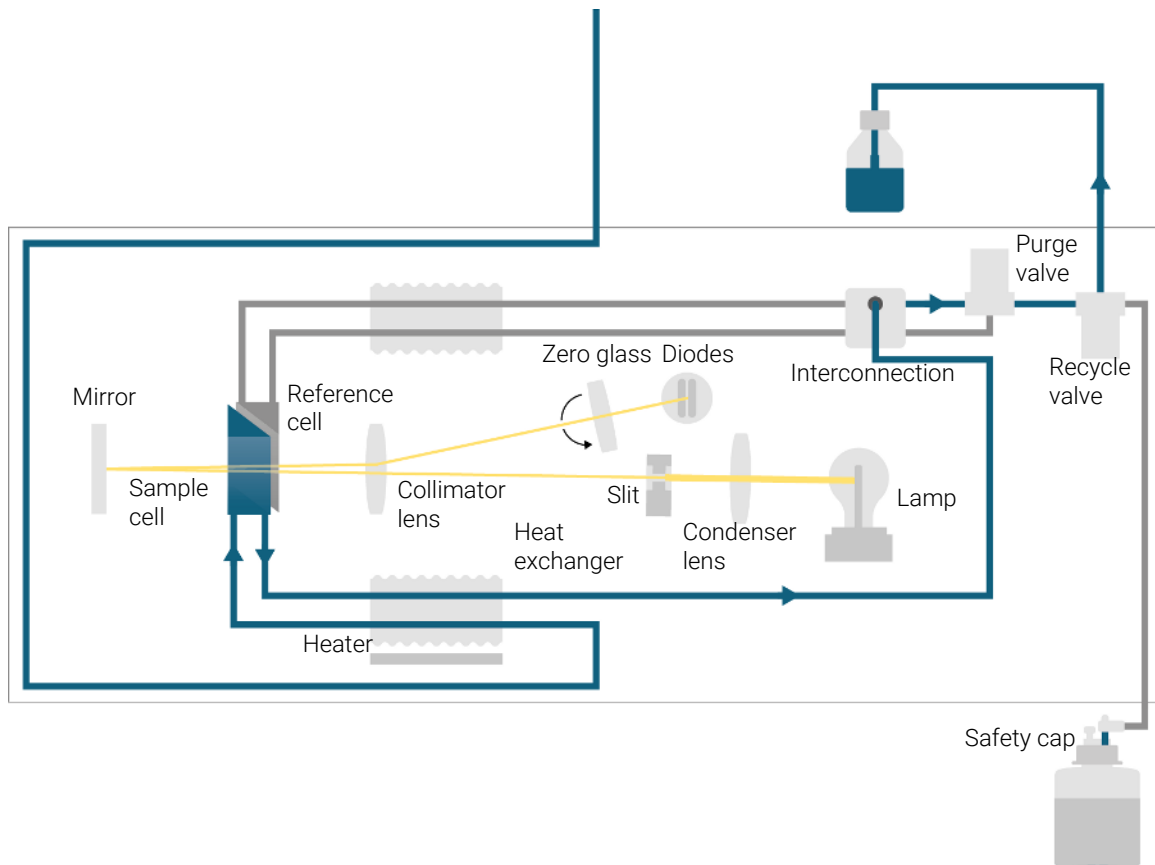 Purge
valve
Zero glass
Diodes
Interconnection
Recycle
valve
Mirror
Reference
cell
Sample
cell
Collimator
lens
Slit
Condenser
lens
Lamp
Heat
exchanger
Heater
Safety cap